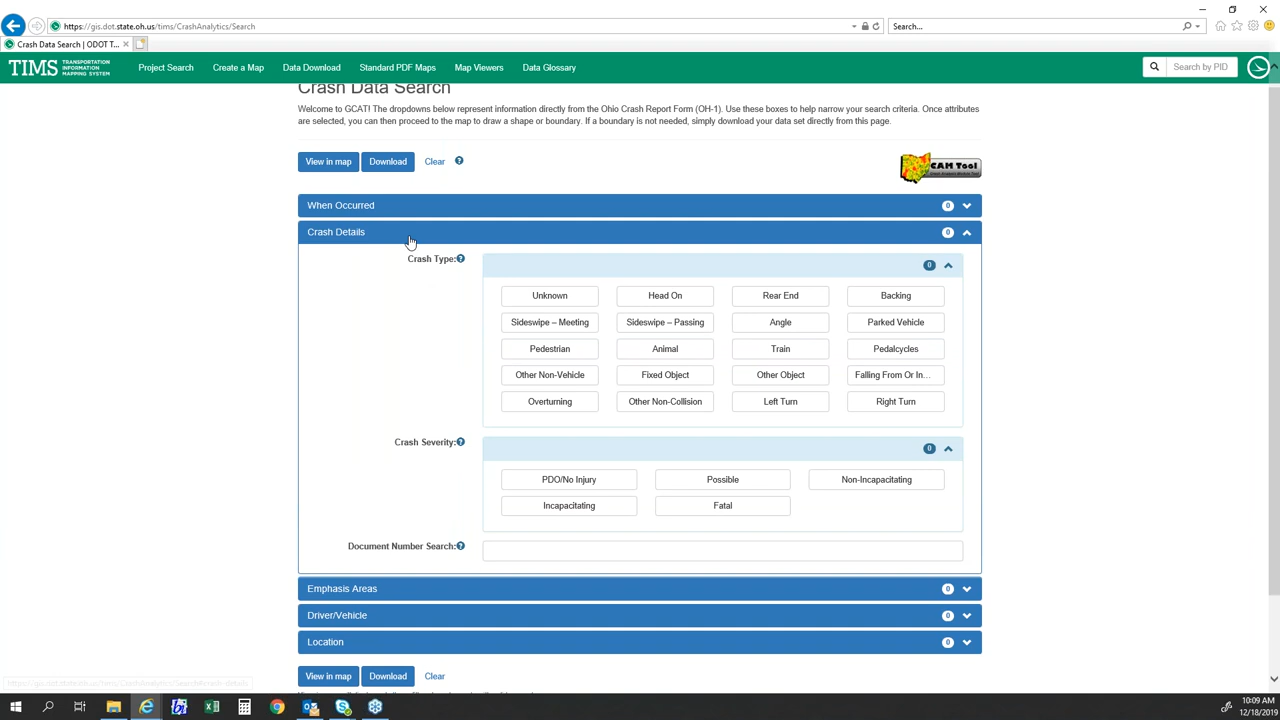 https://gis.dot.state.oh.us/tims/CrashAnalytics/Search
Search...
Crash Data Search | ODOT T...
TIMS TRANSPORTATION INFORMATION MAPPING SYSTEM
Project Search
Create a Map
Data Download
Standard PDF Maps
Map Viewers
Data Glossary
Search by PID
Crash Data Search
Welcome to GCAT! The dropdowns below represent information directly from the Ohio Crash Report Form (OH-1). Use these boxes to help narrow your search criteria. Once attributes
are selected, you can then proceed to the map to draw a shape or boundary. If a boundary is not needed, simply download your data set directly from this page.
View in map
Download
Clear
CAM Tool
When Occurred 0
Crash Details 0
Crash Type: 0
Unknown Head On Rear End Backing
Sideswipe – Meeting Sideswipe – Passing Angle Parked Vehicle
Pedestrian Animal Train Pedalcycles
Other Non-Vehicle Fixed Object Other Object Falling From Or In...
Overturning Other Non-Collision Left Turn Right Turn
Crash Severity: 0
PDO/No Injury Possible Non-Incapacitating
Incapacitating Fatal
Document Number Search:
Emphasis Areas 0
Driver/Vehicle 0
Location 0
View in map
Download
Clear
10:09 AM
12/18/2019